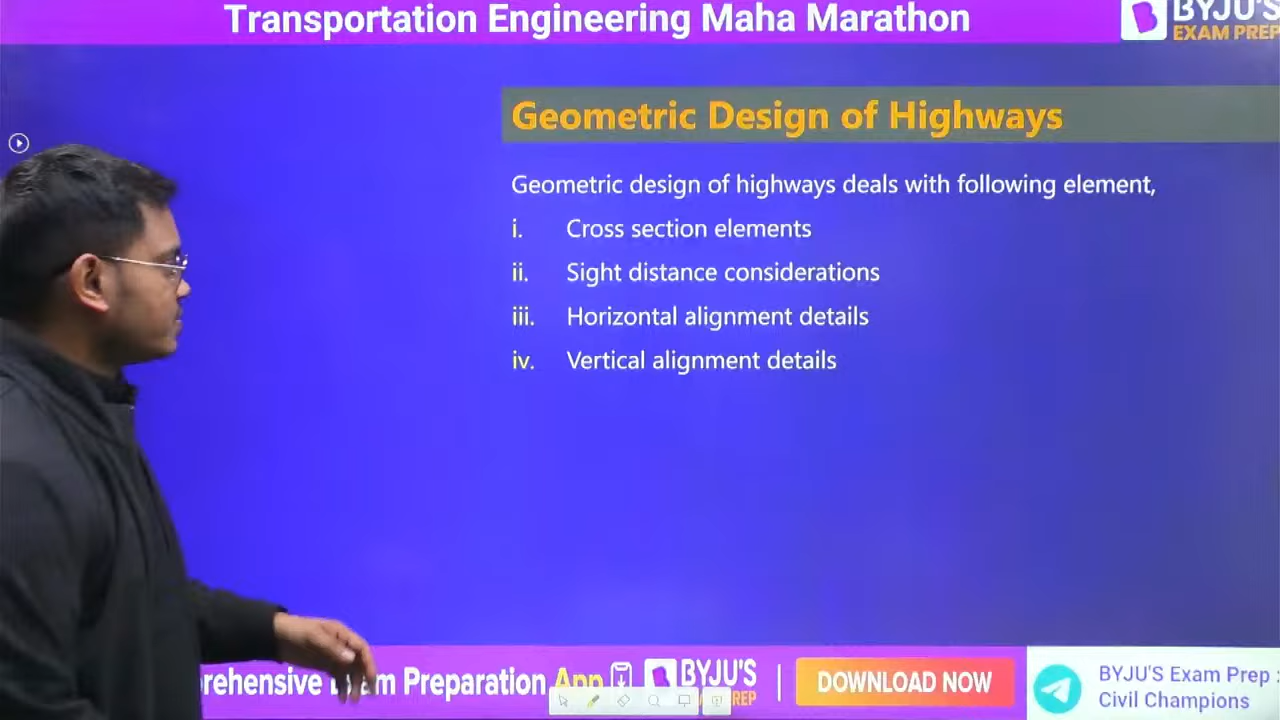 Transportation Engineering Maha Marathon
BYJU'S
EXAM PREP
Geometric Design of Highways
Geometric design of highways deals with following element,
i. Cross section elements
ii. Sight distance considerations
iii. Horizontal alignment details
iv. Vertical alignment details
Preparation App
BYJU'S
DOWNLOAD NOW
BYJU'S Exam Prep :
Civil Champions